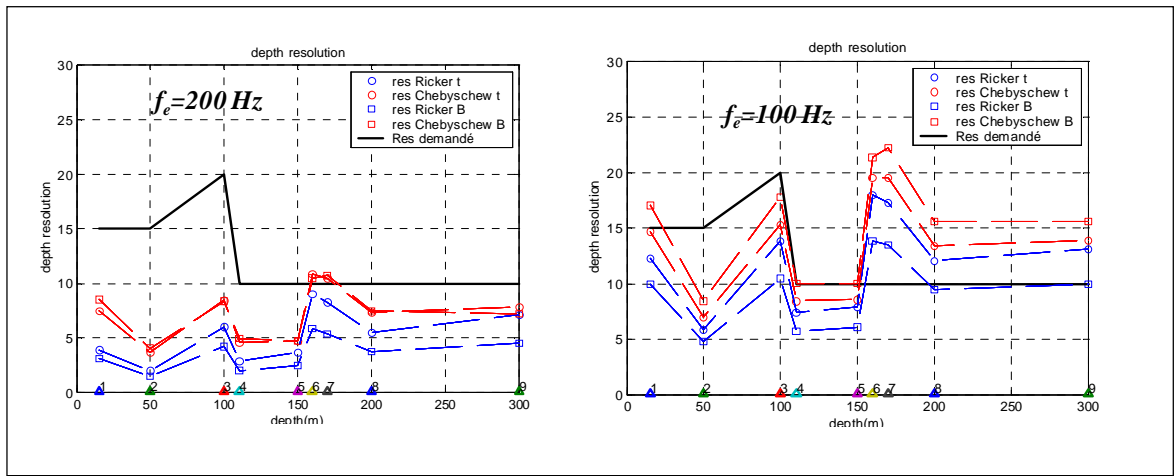 depth resolution
30
25
20
15
10
5
0
depth resolution
f_e=200 Hz
res Ricker t
res Chebyschew t
res Ricker B
res Chebyschew B
Res demandé
1 2 3 4 5 6 7 8 9
0 50 100 150 200 250 300
depth(m)
depth resolution
30
25
20
15
10
5
0
depth resolution
f_e=100 Hz
res Ricker t
res Chebyschew t
res Ricker B
res Chebyschew B
Res demandé
1 2 3 4 5 6 7 8 9
0 50 100 150 200 250 300
depth(m)